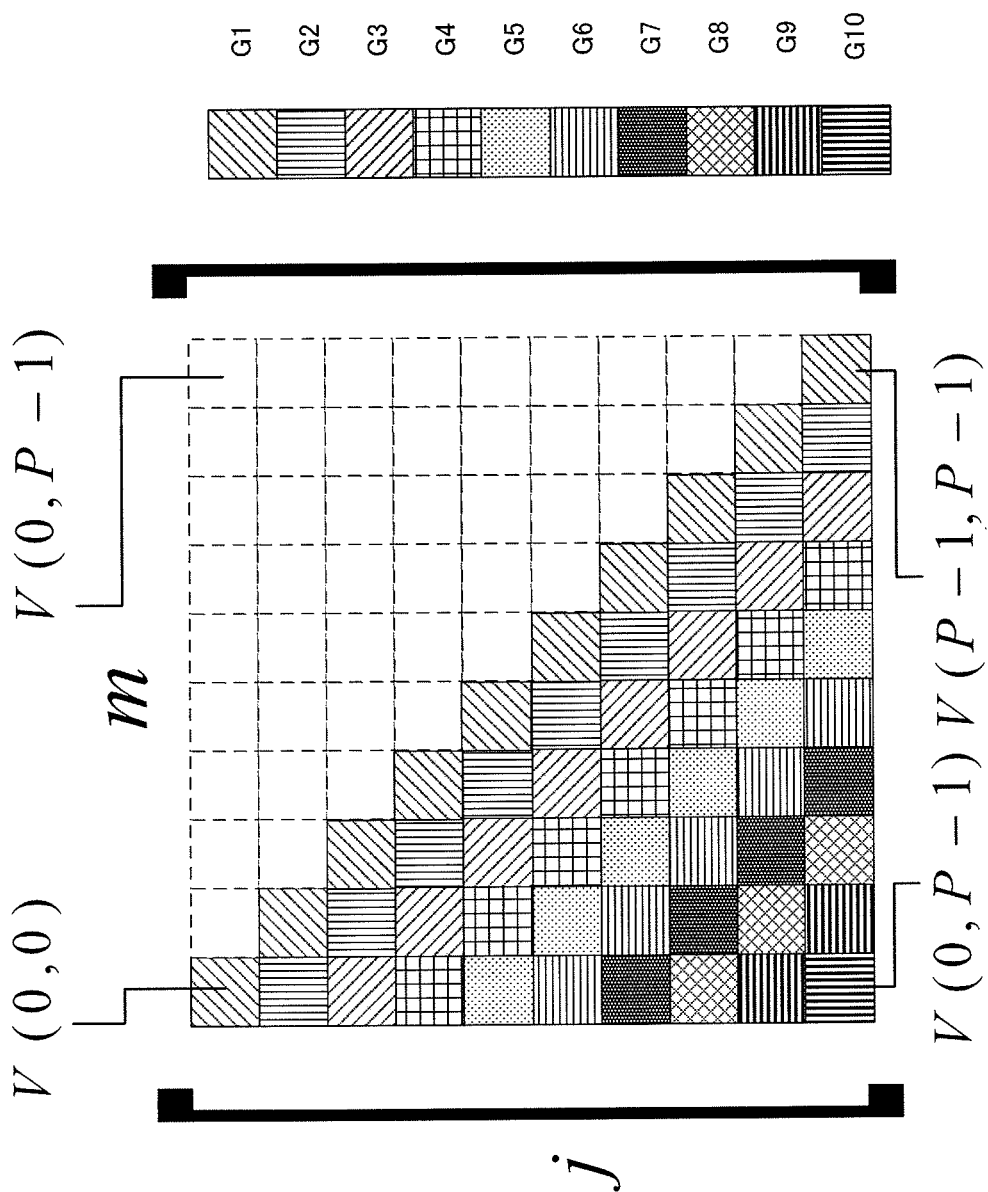 V (0,0)
V (0,P−1)
m
j
V (0,P−1)
V (P−1,P−1)
G1
G2
G3
G4
G5
G6
G7
G8
G9
G10